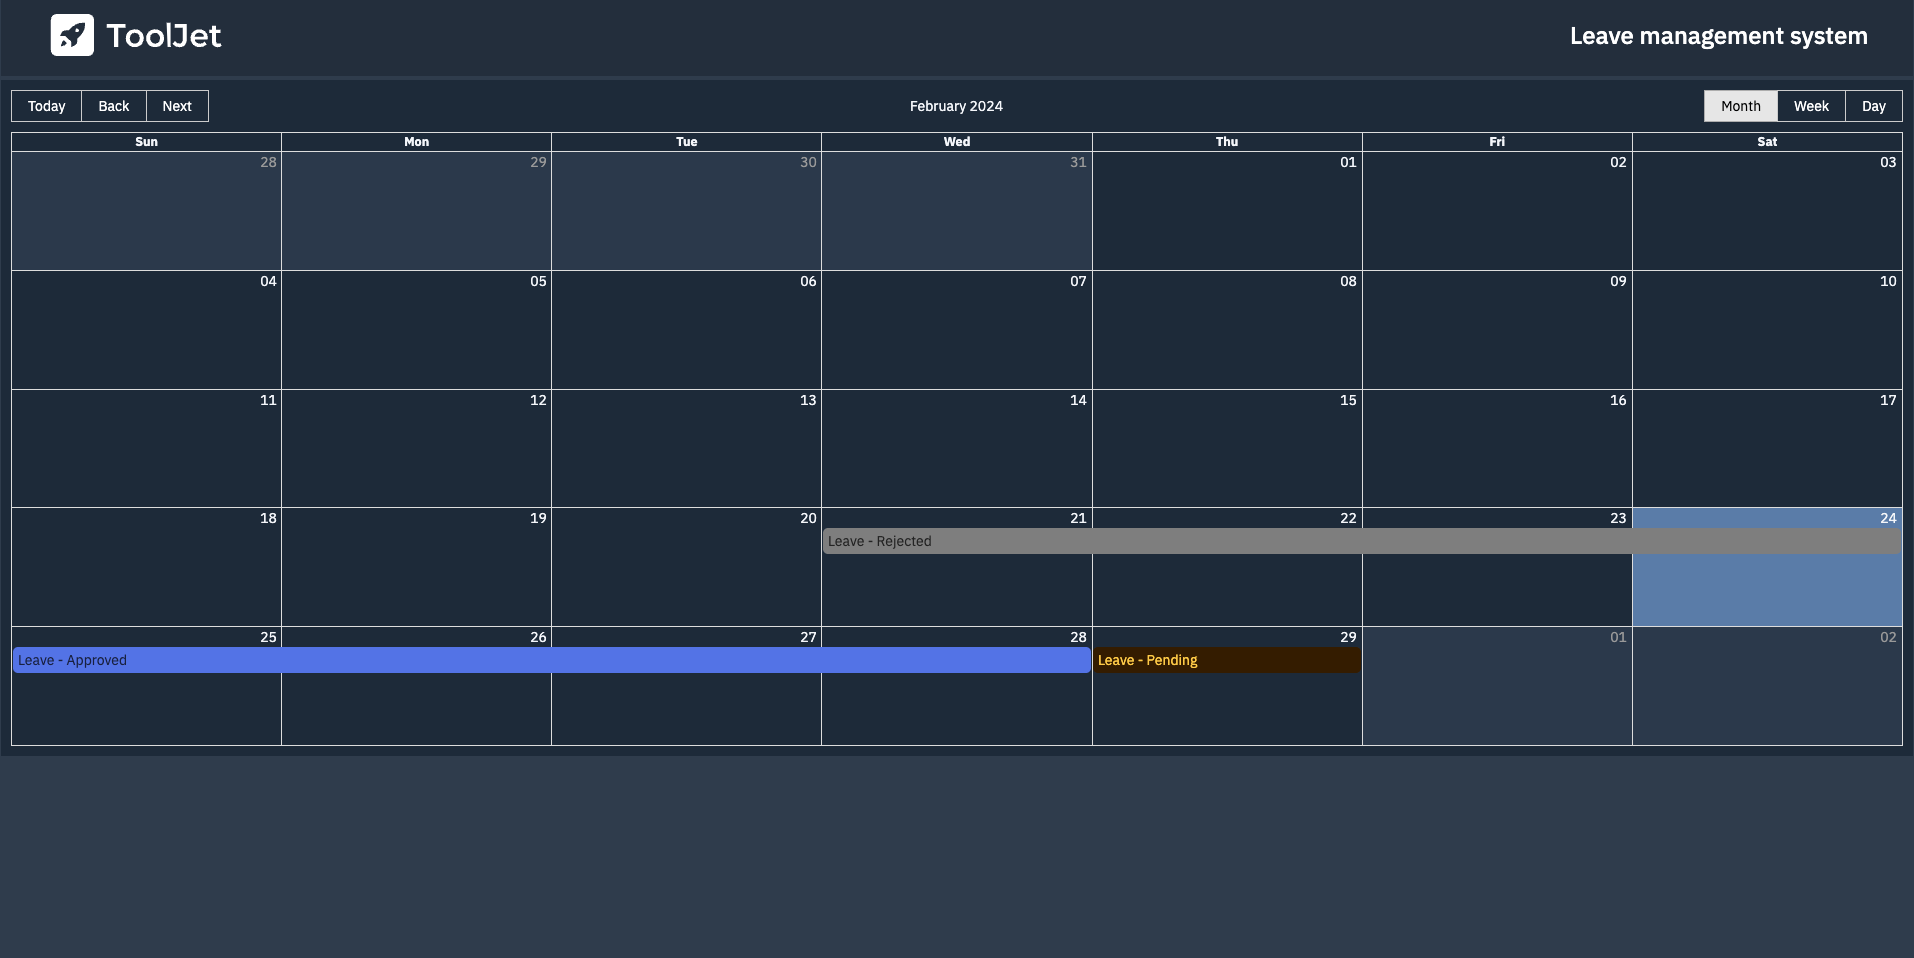 ToolJet
Leave management system
Today Back Next
February 2024
Month Week Day
Sun Mon Tue Wed Thu Fri Sat
28 29 30 31 01 02 03
04 05 06 07 08 09 10
11 12 13 14 15 16 17
18 19 20 21 22 23 24
Leave - Rejected
25 26 27 28 29 01 02
Leave - Approved
Leave - Pending